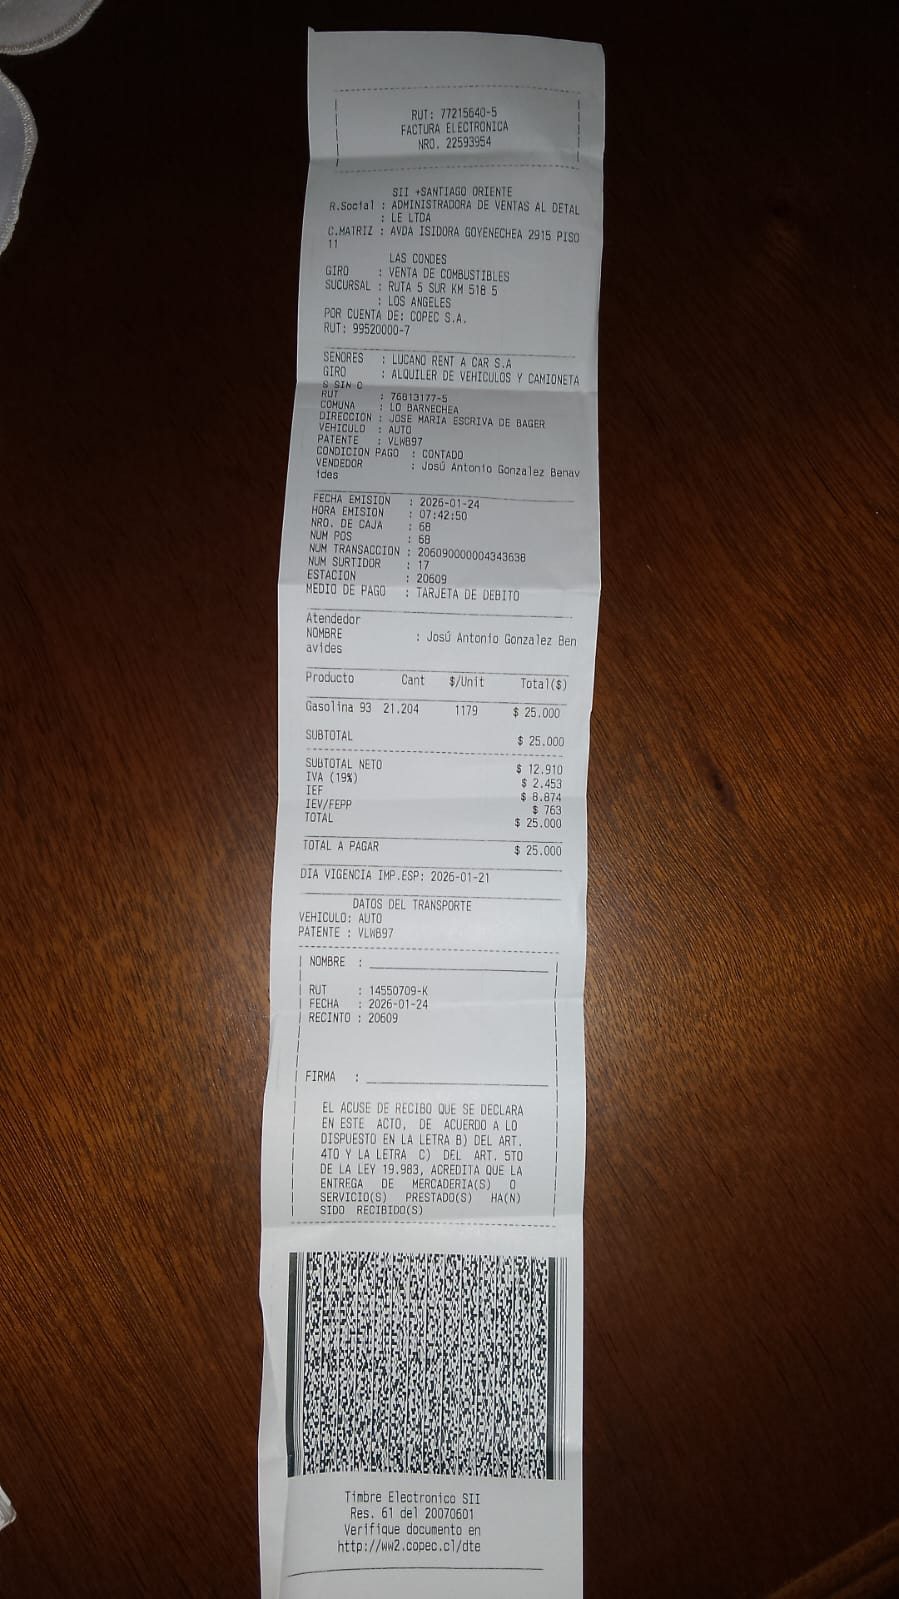 RUT: 77215640-5
FACTURA ELECTRONICA
NRO. 22593954
SII +SANTIAGO ORIENTE
R.Social : ADMINISTRADORA DE VENTAS AL DETAL
: LE LTDA
C.MATRIZ : AVDA ISIDORA GOYENECHEA 2915 PISO
11
LAS CONDES
GIRO : VENTA DE COMBUSTIBLES
SUCURSAL : RUTA 5 SUR KM 518 5
: LOS ANGELES
POR CUENTA DE: COPEC S.A.
RUT: 99520000-7
SENORES : LUCANO RENT A CAR S.A
GIRO : ALQUILER DE VEHICULOS Y CAMIONETA
S SIN C
RUT : 76813177-5
COMUNA : LO BARNECHEA
DIRECCION : JOSE MARIA ESCRIVA DE BAGER
VEHICULO : AUTO
PATENTE : VLWB97
CONDICION PAGO : CONTADO
VENDEDOR : Josú Antonio Gonzalez Benav
ides
FECHA EMISION : 2026-01-24
HORA EMISION : 07:42:50
NRO. DE CAJA : 68
NUM POS : 68
NUM TRANSACCION : 206090000004343638
NUM SURTIDOR : 17
ESTACION : 20609
MEDIO DE PAGO : TARJETA DE DEBITO
Atendedor
NOMBRE : Josú Antonio Gonzalez Ben
avides
Producto Cant $/Unit Total($)
Gasolina 93 21.204 1179 $ 25.000
SUBTOTAL $ 25.000
SUBTOTAL NETO $ 12.910
IVA (19%) $ 2.453
IEF $ 8.874
IEV/FEPP $ 763
TOTAL $ 25.000
TOTAL A PAGAR $ 25.000
DIA VIGENCIA IMP.ESP: 2026-01-21
DATOS DEL TRANSPORTE
VEHICULO: AUTO
PATENTE : VLWB97
NOMBRE :
RUT : 14550709-K
FECHA : 2026-01-24
RECINTO : 20609
FIRMA :
EL ACUSE DE RECIBO QUE SE DECLARA
EN ESTE ACTO, DE ACUERDO A LO
DISPUESTO EN LA LETRA B) DEL ART.
4TO Y LA LETRA C) DEL ART. 5TO
DE LA LEY 19.983, ACREDITA QUE LA
ENTREGA DE MERCADERIA(S) O
SERVICIO(S) PRESTADO(S) HA(N)
SIDO RECIBIDO(S)
Timbre Electronico SII
Res. 61 del 20070601
Verifique documento en
http://ww2.copec.cl/dte